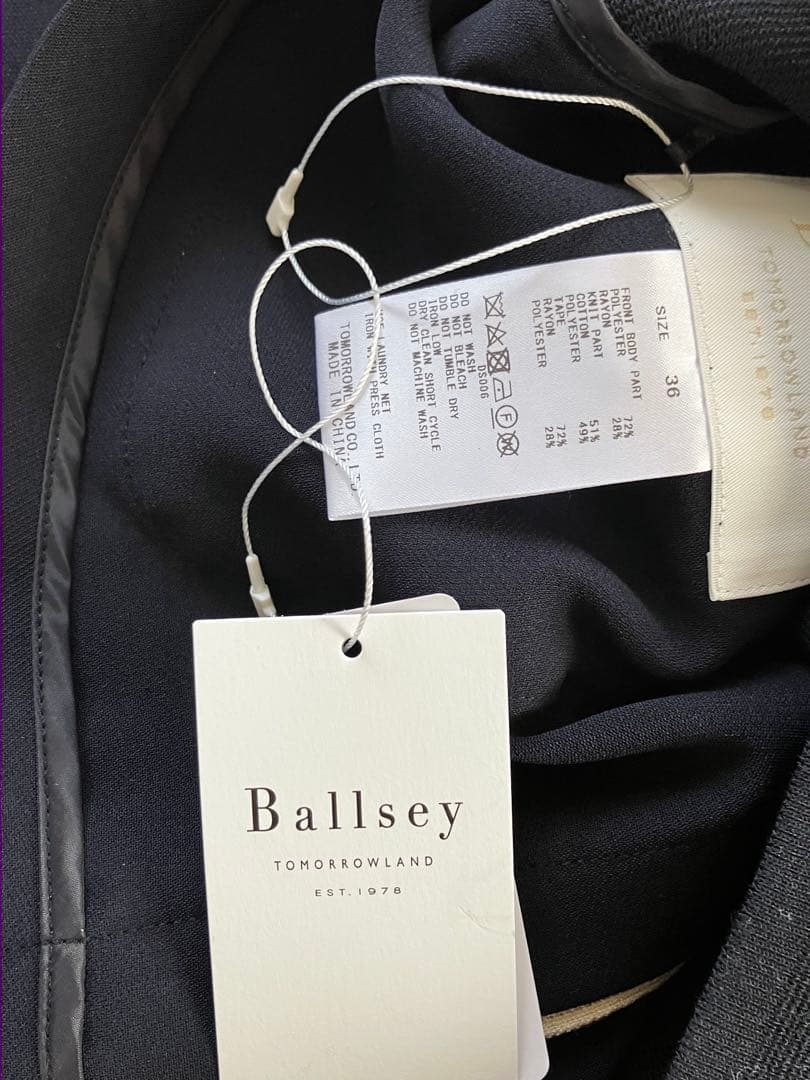 Ballsey
TOMORROWLAND
EST. 1978
SIZE 36
FRONT BODY PART
POLYESTER 72%
RAYON 28%
KNIT PART
COTTON 51%
POLYESTER 49%
TAPE
RAYON 72%
POLYESTER 28%
DS006
DO NOT WASH
DO NOT BLEACH
DO NOT TUMBLE DRY
IRON LOW
DRY CLEAN SHORT CYCLE
DO NOT MACHINE WASH
LAUNDRY NET
IRON PRESS CLOTH
TOMORROWLAND CO.,LTD.
MADE IN CHINA
TOMORROWLAND
EST.1978